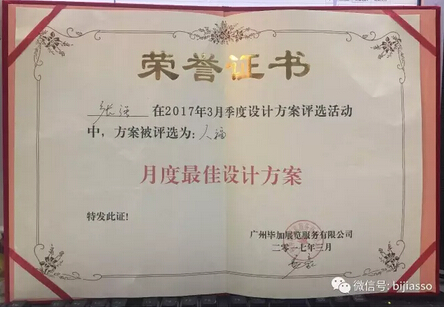 荣誉证书
在2017年3月季度设计方案评选活动
中,方案被评选为:
月度最佳设计方案
特发此证!
广州毕加展览服务有限公司
二零一七年三月
微信号: bjjiasso